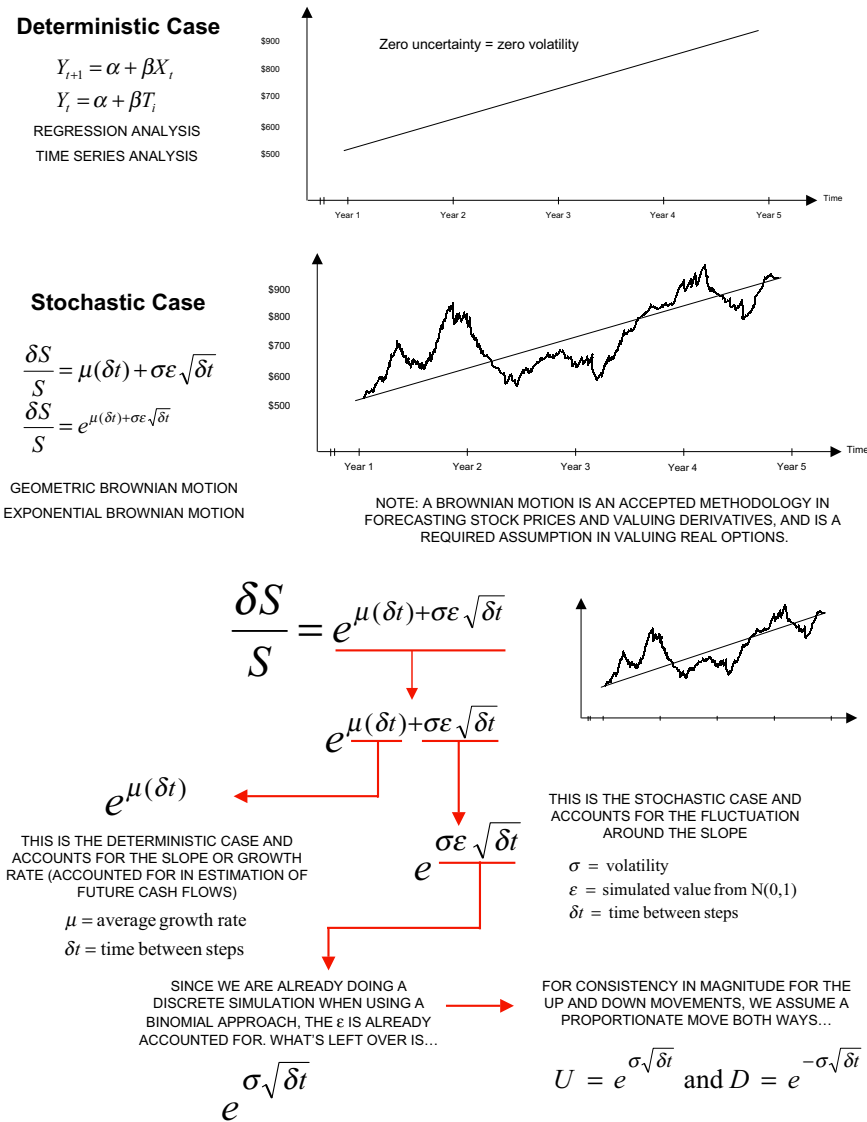 Deterministic Case
Y_{t+1} = α + βX_t
Y_t = α + βT_i
REGRESSION ANALYSIS
TIME SERIES ANALYSIS
Zero uncertainty = zero volatility
$900
$800
$700
$600
$500
Time
Year 1 Year 2 Year 3 Year 4 Year 5
Stochastic Case
δS/S = μ(δt) + σε√δt
δS/S = e^{μ(δt)+σε√δt}
GEOMETRIC BROWNIAN MOTION
EXPONENTIAL BROWNIAN MOTION
$900
$800
$700
$600
$500
Time
Year 1 Year 2 Year 3 Year 4 Year 5
NOTE: A BROWNIAN MOTION IS AN ACCEPTED METHODOLOGY IN
FORECASTING STOCK PRICES AND VALUING DERIVATIVES, AND IS A
REQUIRED ASSUMPTION IN VALUING REAL OPTIONS.
δS/S = e^{μ(δt)+σε√δt}
e^{μ(δt)+σε√δt}
e^{μ(δt)}
THIS IS THE DETERMINISTIC CASE AND
ACCOUNTS FOR THE SLOPE OR GROWTH
RATE (ACCOUNTED FOR IN ESTIMATION OF
FUTURE CASH FLOWS)
μ = average growth rate
δt = time between steps
e^{σε√δt}
THIS IS THE STOCHASTIC CASE AND
ACCOUNTS FOR THE FLUCTUATION
AROUND THE SLOPE
σ = volatility
ε = simulated value from N(0,1)
δt = time between steps
SINCE WE ARE ALREADY DOING A
DISCRETE SIMULATION WHEN USING A
BINOMIAL APPROACH, THE ε IS ALREADY
ACCOUNTED FOR. WHAT'S LEFT OVER IS…
e^{σ√δt}
FOR CONSISTENCY IN MAGNITUDE FOR THE
UP AND DOWN MOVEMENTS, WE ASSUME A
PROPORTIONATE MOVE BOTH WAYS…
U = e^{σ√δt} and D = e^{−σ√δt}